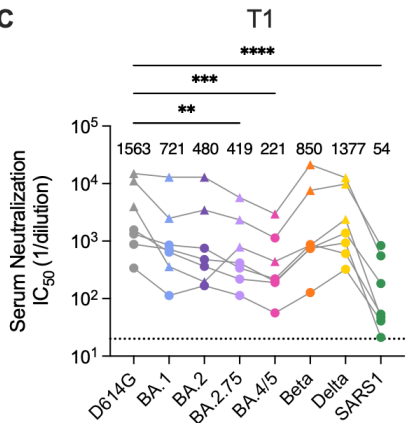 C
T1
****
***
**
10⁵
1563 721 480 419 221 850 1377 54
10⁴
10³
10²
10¹
Serum Neutralization
IC₅₀ (1/dilution)
D614G BA.1 BA.2 BA.2.75 BA.4/5 Beta Delta SARS1